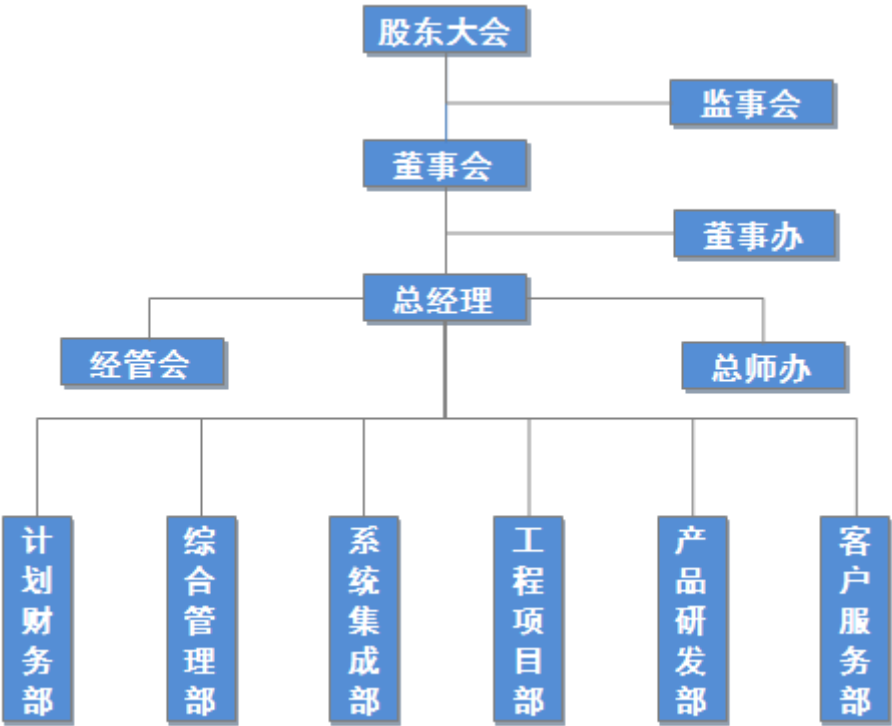 股东大会
监事会
董事会
董事办
总经理
经管会
总师办
计划财务部
综合管理部
系统集成部
工程项目部
产品研发部
客户服务部